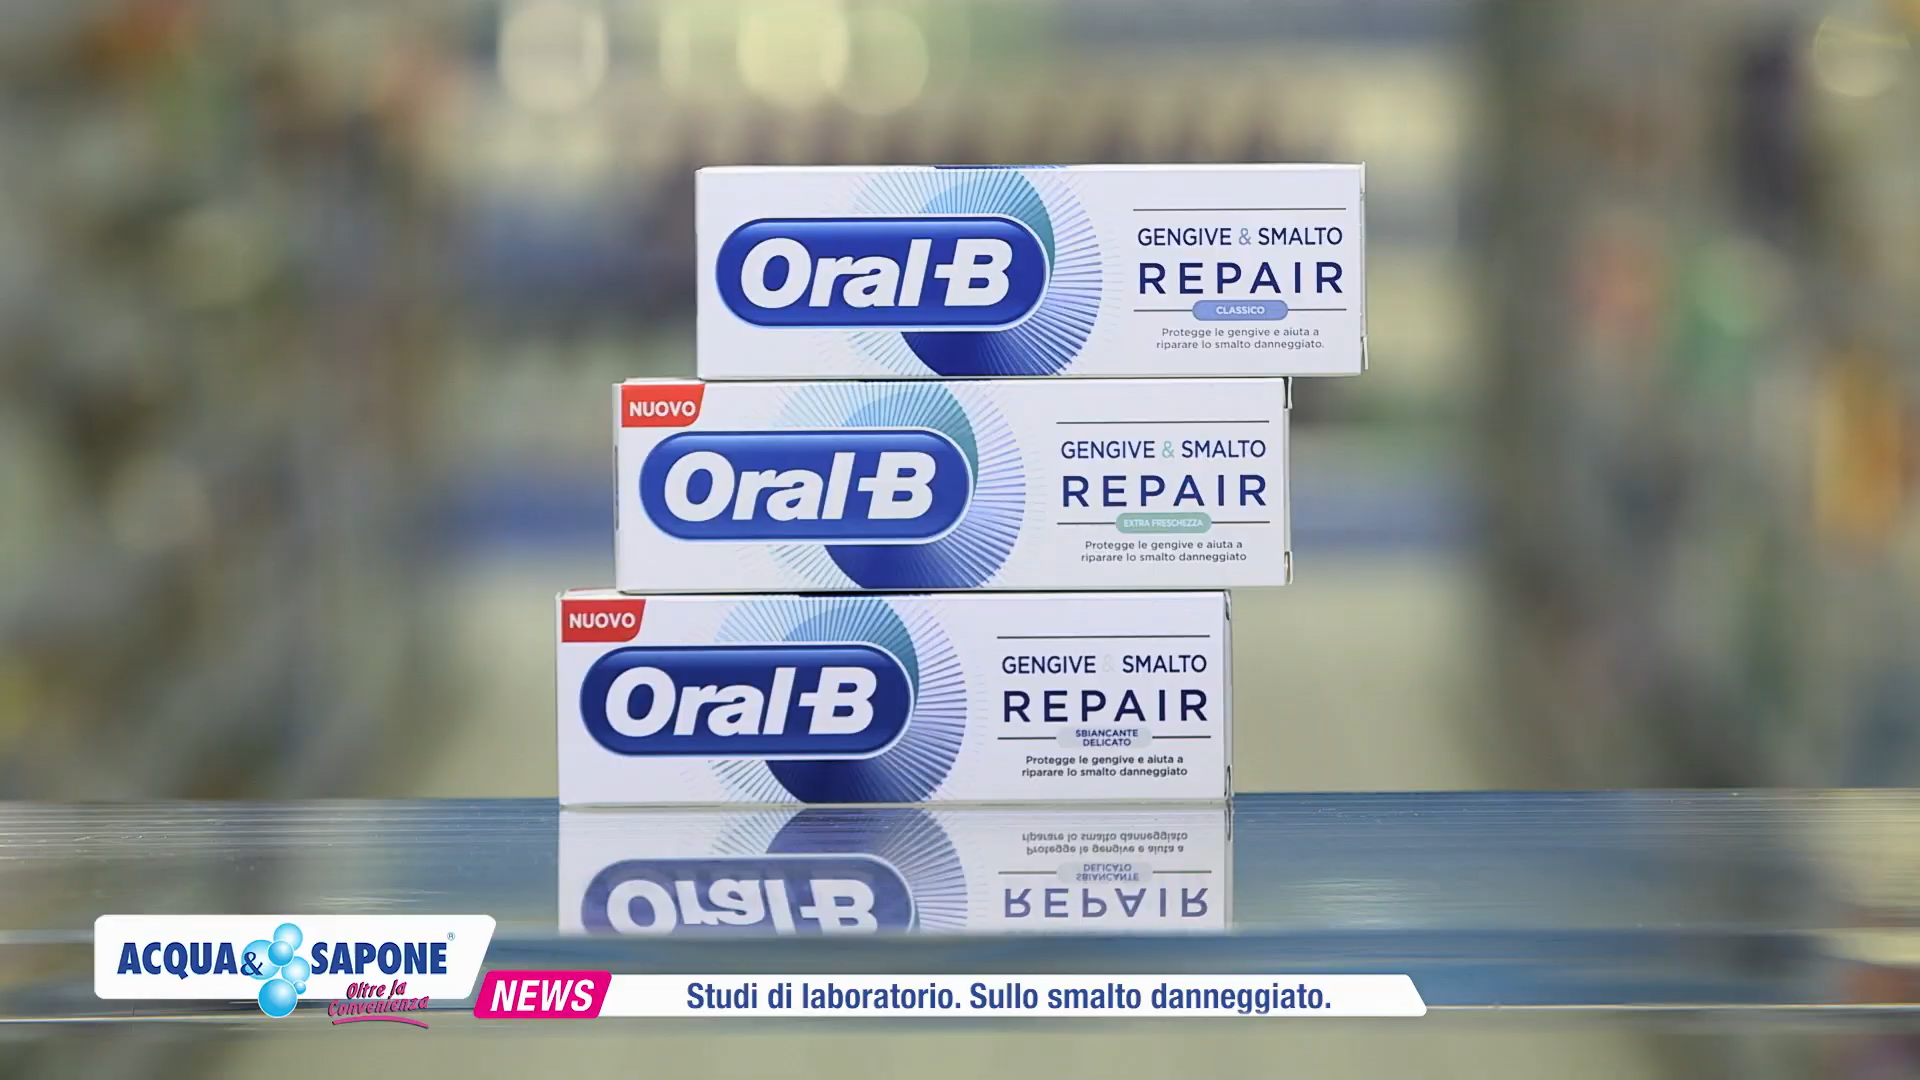 Oral-B
GENGIVE & SMALTO
REPAIR
CLASSICO
Protegge le gengive e aiuta a
riparare lo smalto danneggiato.
NUOVO
Oral-B
GENGIVE & SMALTO
REPAIR
EXTRA FRESCHEZZA
Protegge le gengive e aiuta a
riparare lo smalto danneggiato
NUOVO
Oral-B
GENGIVE & SMALTO
REPAIR
SBIANCANTE
DELICATO
Protegge le gengive e aiuta a
riparare lo smalto danneggiato
ACQUA & SAPONE®
Oltre la
Convenienza
NEWS
Studi di laboratorio. Sullo smalto danneggiato.